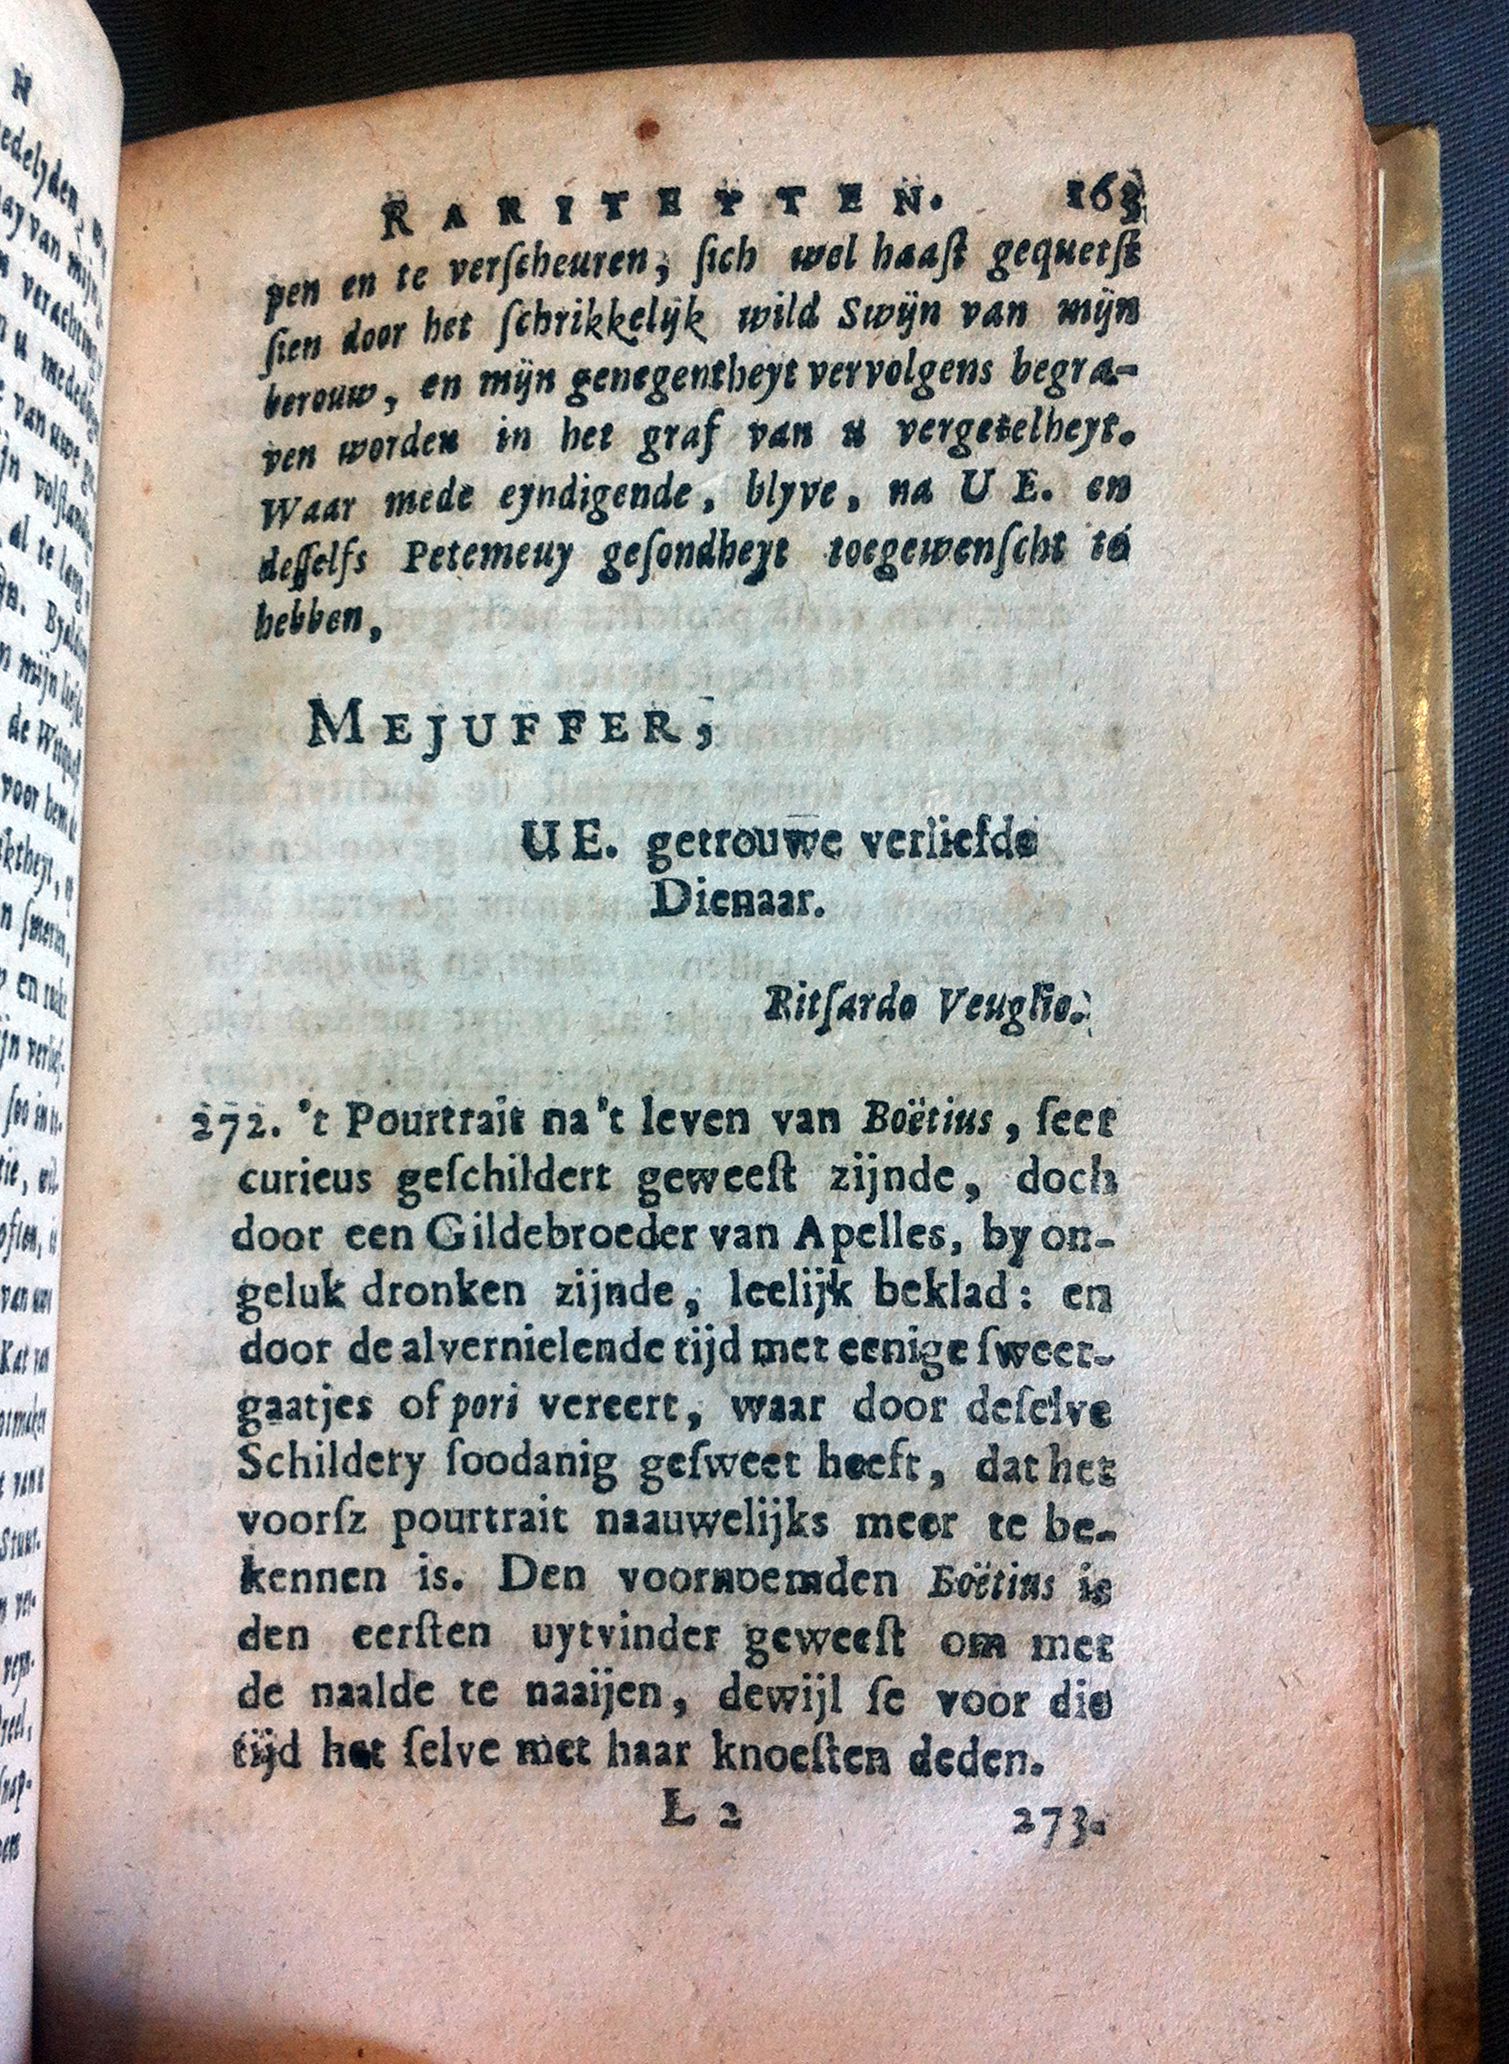 RARITEYTEN. 163
pen en te verſcheuren, ſich wel haaſt gequetſt
ſien door het ſchrikkelijk wild Swijn van mijn
berouw, en mijn genegentheyt vervolgens begra-
ven worden in het graf van u vergetelheyt.
Waar mede eyndigende, blyve, na U E. en
deſſelfs Petemeuy geſondheyt toegewenſcht te
hebben,
MEJUFFER,
UE. getrouwe verliefde
Dienaar.
Ritſardo Veuglio.
272. 't Pourtrait na 't leven van Boëtius, ſeer
curieus geſchildert geweeſt zijnde, doch
door een Gildebroeder van Apelles, by on-
geluk dronken zijnde, leelijk beklad: en
door de alvernielende tijd met eenige ſweet-
gaatjes of pori vereert, waar door deſelve
Schildery ſoodanig geſweet heeft, dat het
voorſz pourtrait naauwelijks meer te be-
kennen is. Den voornoemden Boëtius is
den eerſten uytvinder geweeſt om met
de naalde te naaijen, dewijl ſe voor die
tijd het ſelve met haar knoeſten deden.
L 2 273.